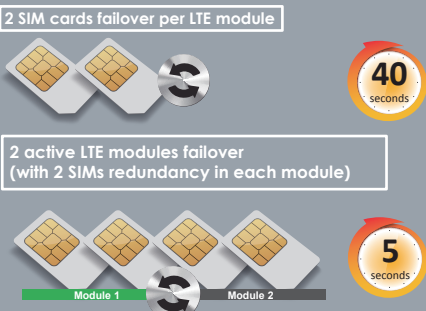 2 SIM cards failover per LTE module
40
seconds
2 active LTE modules failover
(with 2 SIMs redundancy in each module)
5
seconds
Module 1
Module 2